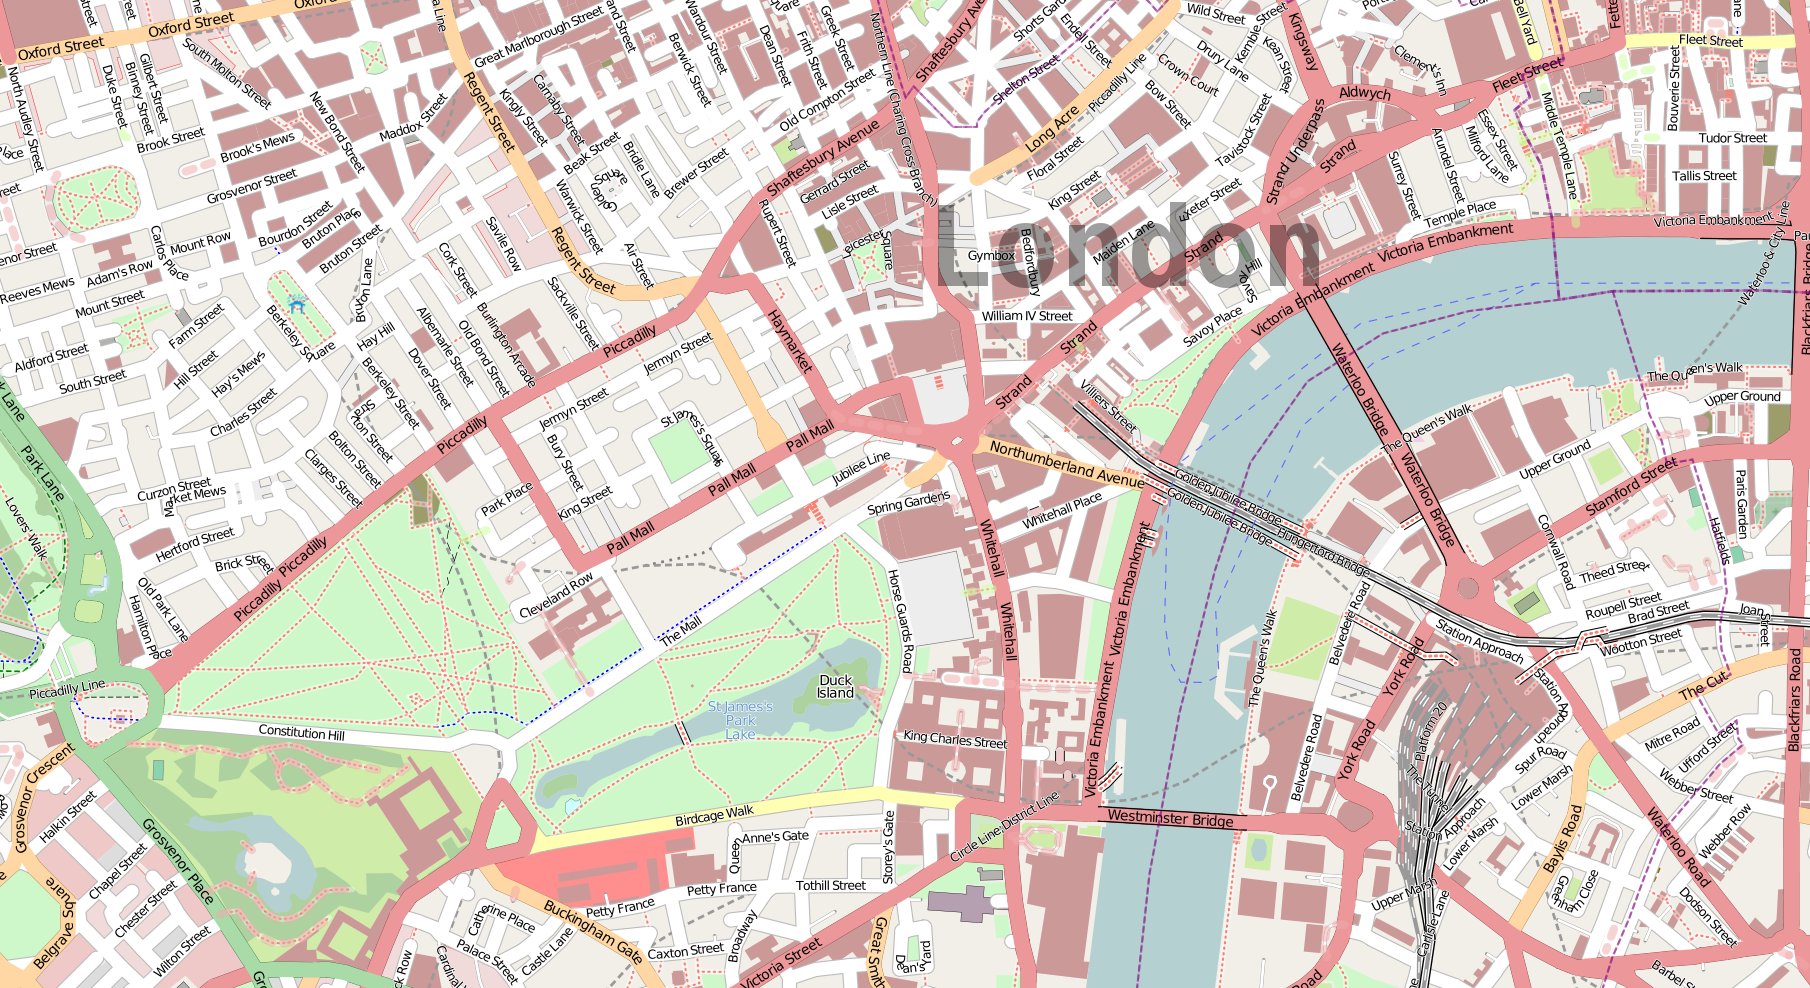 Oxford Street
Oxford Street
Oxford
South Molton Street
Gilbert Street
Binney Street
Duke Street
North Audley Street
Brook Street
Brook's Mews
New Bond Street
Maddox Street
Grosvenor Street
Great Marlborough Street
Regent Street
Kingly Street
Carnaby Street
Beak Street
Bridle Lane
Brewer Street
Warwick Street
Wardour Street
Berwick Street
Dean Street
Frith Street
Greek Street
Old Compton Street
Northern Line (Charing Cross Branch)
Shaftesbury Ave
Shaftesbury Avenue
Gerrard Street
Lisle Street
Rupert Street
Leicester
Square
Shorts Gard
Endell Street
Shelton Street
Long Acre
Piccadilly Line
Wild Street
Drury Lane
Kemble Street
Kean Street
Kingsway
Crown Court
Bow Street
Floral Street
King Street
Tavistock Street
Exeter Street
Maiden Lane
Strand Underpass
Strand
Aldwych
Clement's Inn
Fleet Street
Bell Yard
Fleet Street
Bouverie Street
Middle Temple Lane
Tudor Street
Tallis Street
Essex Street
Milford Lane
Arundel Street
Surrey Street
Temple Place
Victoria Embankment
Victoria Embankment
Victoria Embankment
Waterloo & City Line
Blackfriars Bridge
London
Gymbox
Bedfordbury
William IV Street
Strand
Savoy Hill
Savoy Place
Strand
Strand
Villiers Street
Mount Row
Carlos Place
Adam's Row
Reeves Mews
Mount Street
Bourdon Street
Bruton Place
Bruton Street
Bruton Lane
Berkeley Square
Farm Street
Hill Street
Hay's Mews
Hay Hill
Aldford Street
South Street
Charles Street
Park Lane
Lovers' Walk
Cork Street
Savile Row
Sackville Street
Air Street
Regent Street
Albemarle Street
Old Bond Street
Burlington Arcade
Dover Street
Berkeley Street
Bolton Street
Clarges Street
Curzon Street
Market Mews
Hertford Street
Brick Street
Old Park Lane
Hamilton Place
Piccadilly
Piccadilly
Piccadilly
Piccadilly
Jermyn Street
Jermyn Street
Haymarket
St James's Square
Bury Street
King Street
Park Place
Pall Mall
Pall Mall
Pall Mall
Jubilee Line
Spring Gardens
Cleveland Row
The Mall
Northumberland Avenue
Whitehall Place
Whitehall
Whitehall
Horse Guards Road
Golden Jubilee Bridge
Golden Jubilee Bridge
Hungerford Bridge
Waterloo Bridge
Waterloo Bridge
The Queen's Walk
The Queen's Walk
The Queen's Walk
Upper Ground
Upper Ground
Stamford Street
Paris Garden
Hatfields
Cornwall Road
Theed Street
Roupell Street
Brad Street
Joan Street
Wootton Street
The Cut
Blackfriars Road
Belvedere Road
Belvedere Road
York Road
York Road
Station Approach
Station Approach
Platform 20
Spur Road
Lower Marsh
Lower Marsh
Station Approach
Upper Marsh
Carlisle Lane
Baylis Road
Greenham Close
Mitre Road
Ufford Street
Webber Street
Webber Row
Waterloo Road
Dodson Street
Duck
Island
St James's
Park
Lake
King Charles Street
Victoria Embankment
Victoria Embankment
Westminster Bridge
Circle Line District Line
Piccadilly Line
Constitution Hill
Grosvenor Crescent
Halkin Street
Grosvenor Place
Chapel Street
Chester Street
Belgrave Square
Wilton Street
Birdcage Walk
Queen Anne's Gate
Storey's Gate
Petty France
Petty France
Tothill Street
Buckingham Gate
Catherine Place
Palace Street
Castle Lane
Caxton Street
Broadway
Victoria Street
Great Smith
Dean's Yard